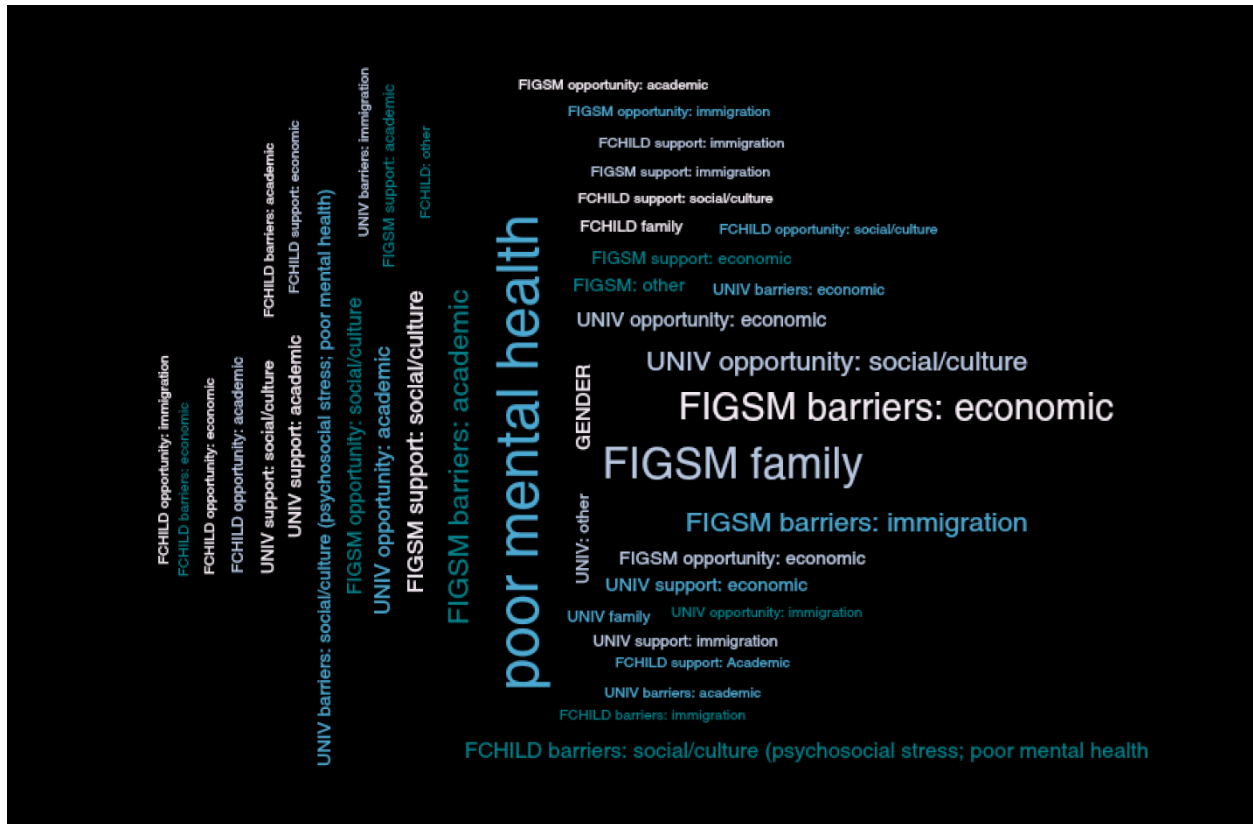 FIGSM opportunity: academic
FIGSM opportunity: immigration
FCHILD support: immigration
FIGSM support: immigration
FCHILD support: social/culture
FCHILD family
FCHILD opportunity: social/culture
FIGSM support: economic
FIGSM: other
UNIV barriers: economic
UNIV opportunity: economic
UNIV opportunity: social/culture
FIGSM barriers: economic
FIGSM family
FIGSM barriers: immigration
FIGSM opportunity: economic
UNIV support: economic
UNIV family
UNIV opportunity: immigration
UNIV support: immigration
FCHILD support: Academic
UNIV barriers: academic
FCHILD barriers: immigration
FCHILD barriers: social/culture (psychosocial stress; poor mental health
FCHILD opportunity: immigration
FCHILD barriers: economic
FCHILD opportunity: economic
FCHILD opportunity: academic
UNIV support: social/culture
FCHILD barriers: academic
UNIV support: academic
FCHILD support: economic
UNIV barriers: social/culture (psychosocial stress; poor mental health)
FIGSM opportunity: social/culture
UNIV barriers: immigration
UNIV opportunity: academic
FIGSM support: academic
FIGSM support: social/culture
FCHILD: other
FIGSM barriers: academic
poor mental health
GENDER
UNIV: other